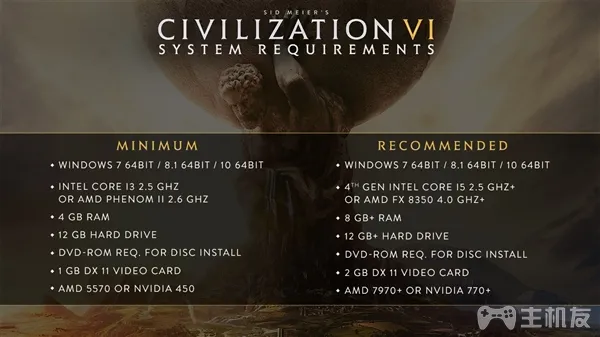 SID MEIER'S
CIVILIZATION VI
SYSTEM REQUIREMENTS
MINIMUM
WINDOWS 7 64BIT / 8.1 64BIT / 10 64BIT
INTEL CORE I3 2.5 GHZ
OR AMD PHENOM II 2.6 GHZ
4 GB RAM
12 GB HARD DRIVE
DVD-ROM REQ. FOR DISC INSTALL
1 GB DX 11 VIDEO CARD
AMD 5570 OR NVIDIA 450
RECOMMENDED
WINDOWS 7 64BIT / 8.1 64BIT / 10 64BIT
4TH GEN INTEL CORE I5 2.5 GHZ+
OR AMD FX 8350 4.0 GHZ+
8 GB+ RAM
12 GB+ HARD DRIVE
DVD-ROM REQ. FOR DISC INSTALL
2 GB DX 11 VIDEO CARD
AMD 7970+ OR NVIDIA 770+
主机友